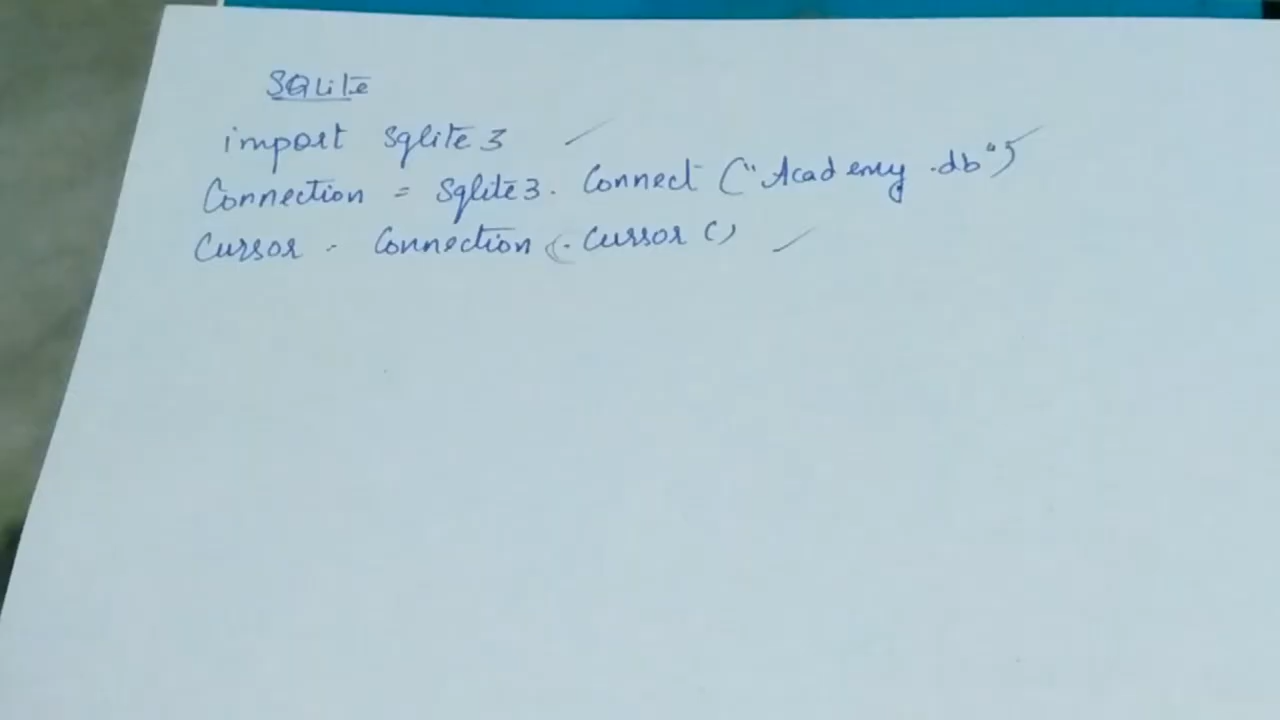 SQLite
import Sqlite3
Connection = Sqlite3. Connect ("Academy .db")
Cursor - Connection (. Cursor ()